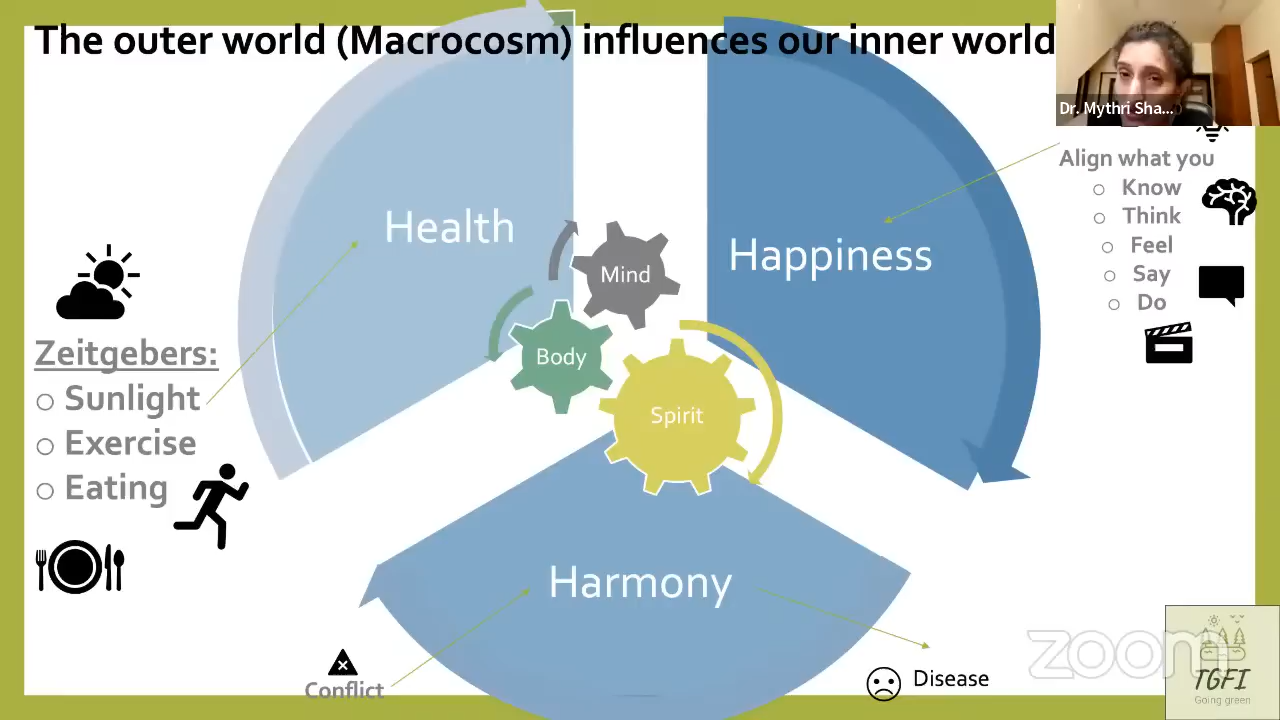 The outer world (Macrocosm) influences our inner world
Dr. Mythri Sha...
Align what you
Know
Think
Feel
Say
Do
Health
Mind
Happiness
Body
Spirit
Zeitgebers:
Sunlight
Exercise
Eating
Harmony
Conflict
Disease
zoom
TGFI
Going green